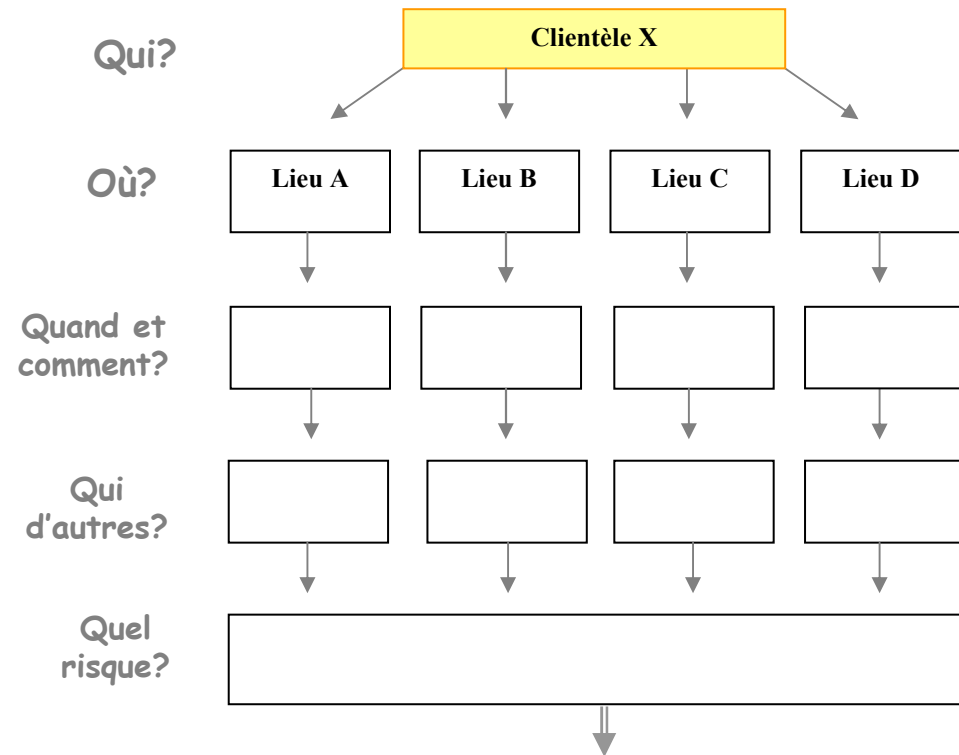 Qui?
Clientèle X
Où?
Lieu A
Lieu B
Lieu C
Lieu D
Quand et
comment?
Qui
d'autres?
Quel
risque?